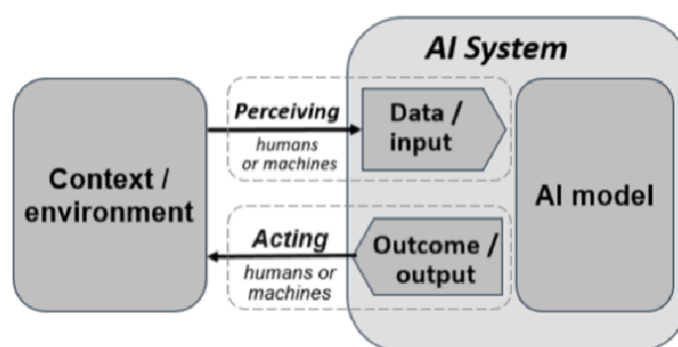 AI System
Context /
environment
Perceiving
humans
or machines
Data /
input
AI model
Acting
humans or
machines
Outcome /
output